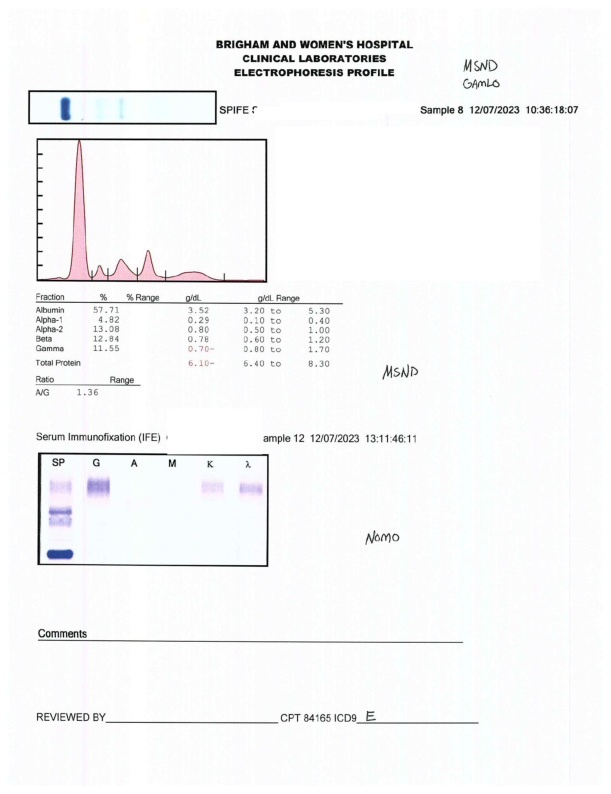 BRIGHAM AND WOMEN'S HOSPITAL
CLINICAL LABORATORIES
ELECTROPHORESIS PROFILE
MSND
GAMLO
SPIFE
Sample 8 12/07/2023 10:36:18:07
Fraction % % Range g/dL g/dL Range
Albumin 57.71 3.52 3.20 to 5.30
Alpha-1 4.82 0.29 0.10 to 0.40
Alpha-2 13.08 0.80 0.50 to 1.00
Beta 12.84 0.78 0.60 to 1.20
Gamma 11.55 0.70- 0.80 to 1.70
Total Protein 6.10- 6.40 to 8.30
MSND
Ratio Range
A/G 1.36
Serum Immunofixation (IFE) ample 12 12/07/2023 13:11:46:11
SP G A M K λ
NOMO
Comments
REVIEWED BY CPT 84165 ICD9 E